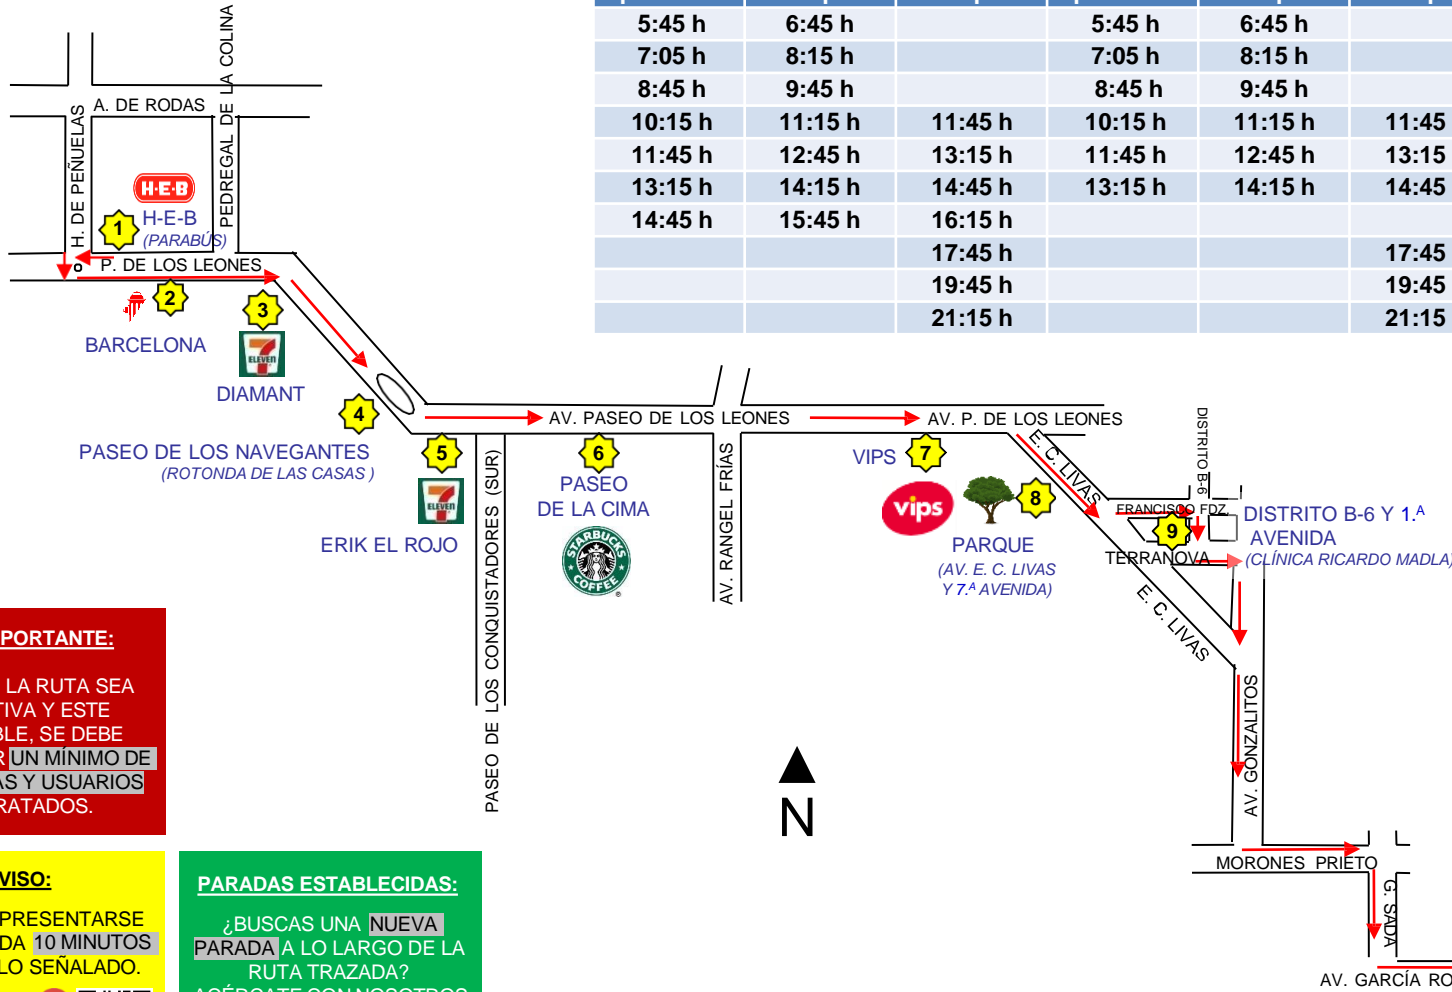 5:45 h 6:45 h 5:45 h 6:45 h
7:05 h 8:15 h 7:05 h 8:15 h
8:45 h 9:45 h 8:45 h 9:45 h
10:15 h 11:15 h 11:45 h 10:15 h 11:15 h 11:45
11:45 h 12:45 h 13:15 h 11:45 h 12:45 h 13:15
13:15 h 14:15 h 14:45 h 13:15 h 14:15 h 14:45
14:45 h 15:45 h 16:15 h
17:45 h 17:45
19:45 h 19:45
21:15 h 21:15
PEDREGAL DE LA COLINA
A. DE RODAS
H. DE PEÑUELAS
H-E-B
1
H-E-B
(PARABÚS)
P. DE LOS LEONES
2
BARCELONA
3
7
ELEVEN
DIAMANT
4
PASEO DE LOS NAVEGANTES
(ROTONDA DE LAS CASAS )
5
7
ELEVEN
ERIK EL ROJO
AV. PASEO DE LOS LEONES
PASEO DE LOS CONQUISTADORES (SUR)
6
PASEO
DE LA CIMA
STARBUCKS
COFFEE
AV. RANGEL FRÍAS
AV. P. DE LOS LEONES
VIPS
7
vips
8
PARQUE
(AV. E. C. LIVAS
Y 7.ᴬ AVENIDA)
E. C. LIVAS
DISTRITO B-6
FRANCISCO FDZ.
9
DISTRITO B-6 Y 1.ᴬ
AVENIDA
(CLÍNICA RICARDO MADLA)
TERRANOVA
E. C. LIVAS
AV. GONZALITOS
MORONES PRIETO
G. SADA
AV. GARCÍA RO
N
PORTANTE:
LA RUTA SEA
TIVA Y ESTE
BLE, SE DEBE
R UN MÍNIMO DE
AS Y USUARIOS
RATADOS.
VISO:
PRESENTARSE
DA 10 MINUTOS
LO SEÑALADO.
PARADAS ESTABLECIDAS:
¿BUSCAS UNA NUEVA
PARADA A LO LARGO DE LA
RUTA TRAZADA?
ACÉRCATE CON NOSOTROS